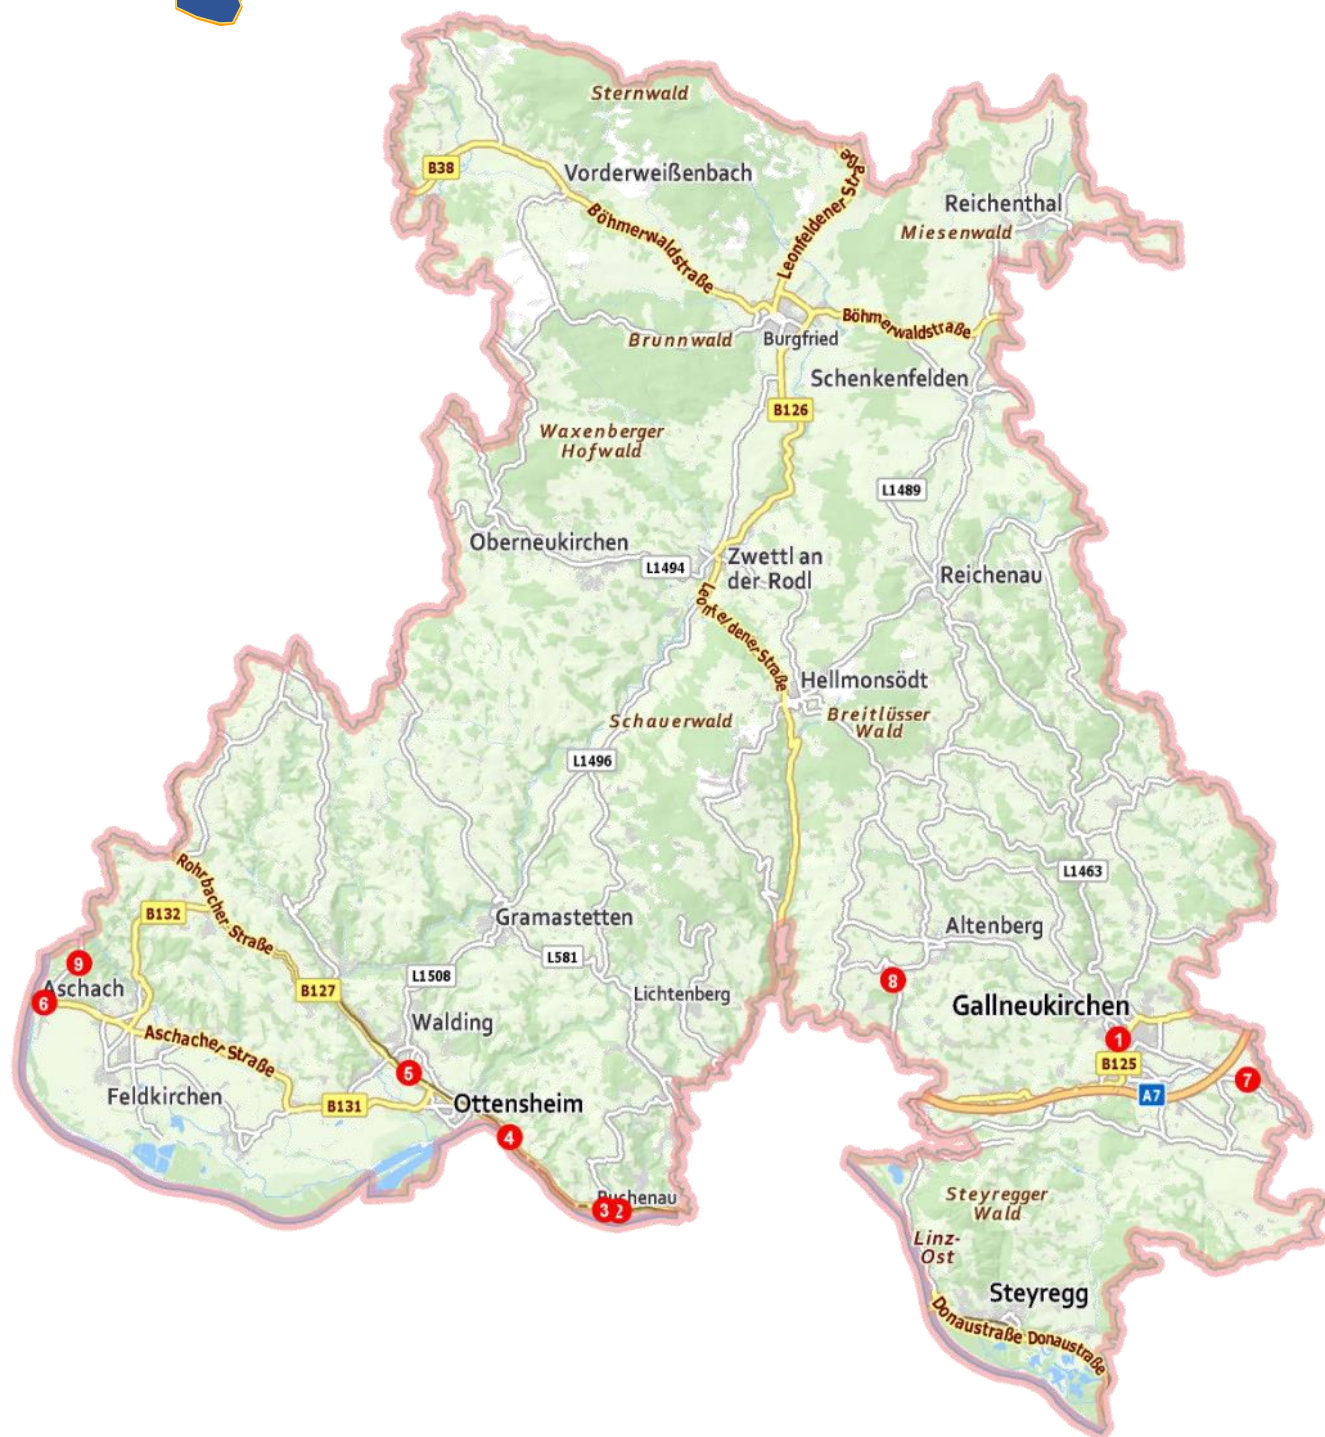 Sternwald
B38
Vorderweißenbach
Leonfeldener Straße
Reichenthal
Miesenwald
Böhmerwaldstraße
Böhmerwaldstraße
Brunnwald
Burgfried
Schenkenfelden
B126
Waxenberger
Hofwald
L1489
Oberneukirchen
L1494
Zwettl an
der Rodl
Reichenau
Leonfeldener Straße
Hellmonsödt
Schauerwald
Breitlüsser
Wald
L1496
Rohrbacher Straße
L1463
B132
Gramastetten
Altenberg
L581
9
L1508
8
Aschach
B127
Lichtenberg
6
Gallneukirchen
Walding
Aschacher Straße
1
B125
5
7
Feldkirchen
A7
B131
Ottensheim
4
Steyregger
Wald
Puchenau
3
2
Linz-
Ost
Steyregg
Donaustraße Donaustraße